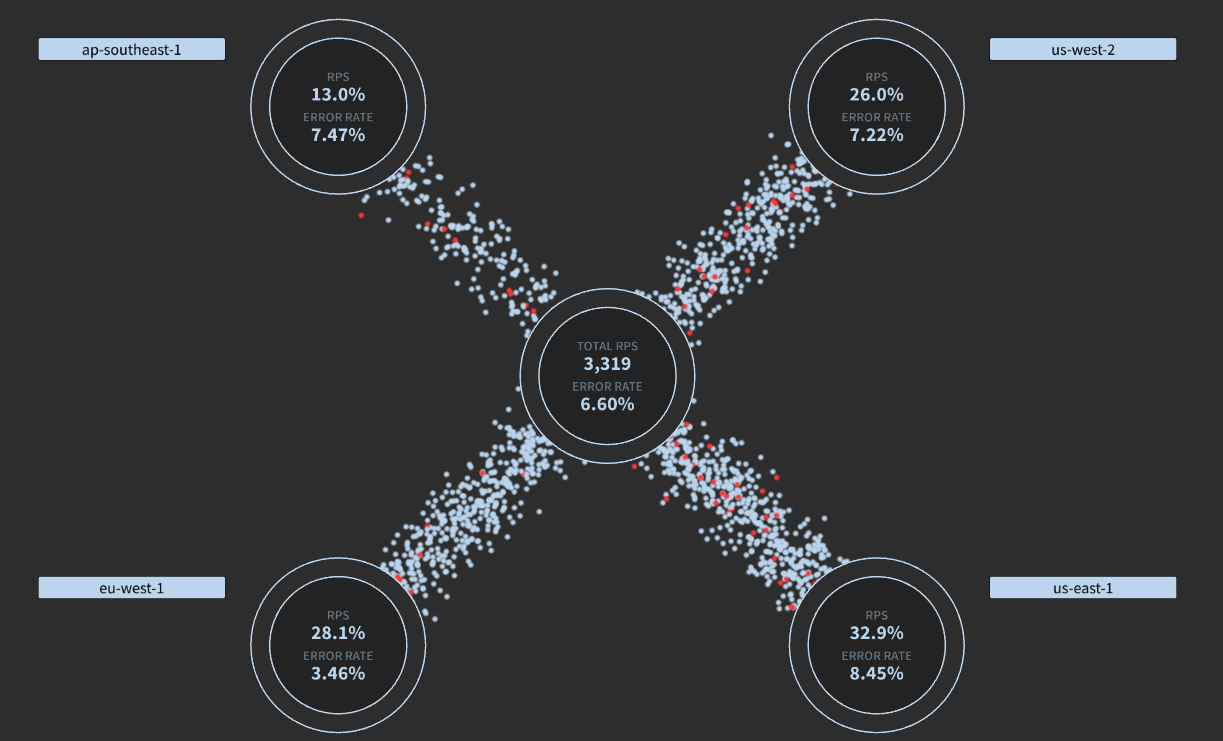 ap-southeast-1
RPS
13.0%
ERROR RATE
7.47%
RPS
26.0%
ERROR RATE
7.22%
us-west-2
TOTAL RPS
3,319
ERROR RATE
6.60%
eu-west-1
RPS
28.1%
ERROR RATE
3.46%
RPS
32.9%
ERROR RATE
8.45%
us-east-1